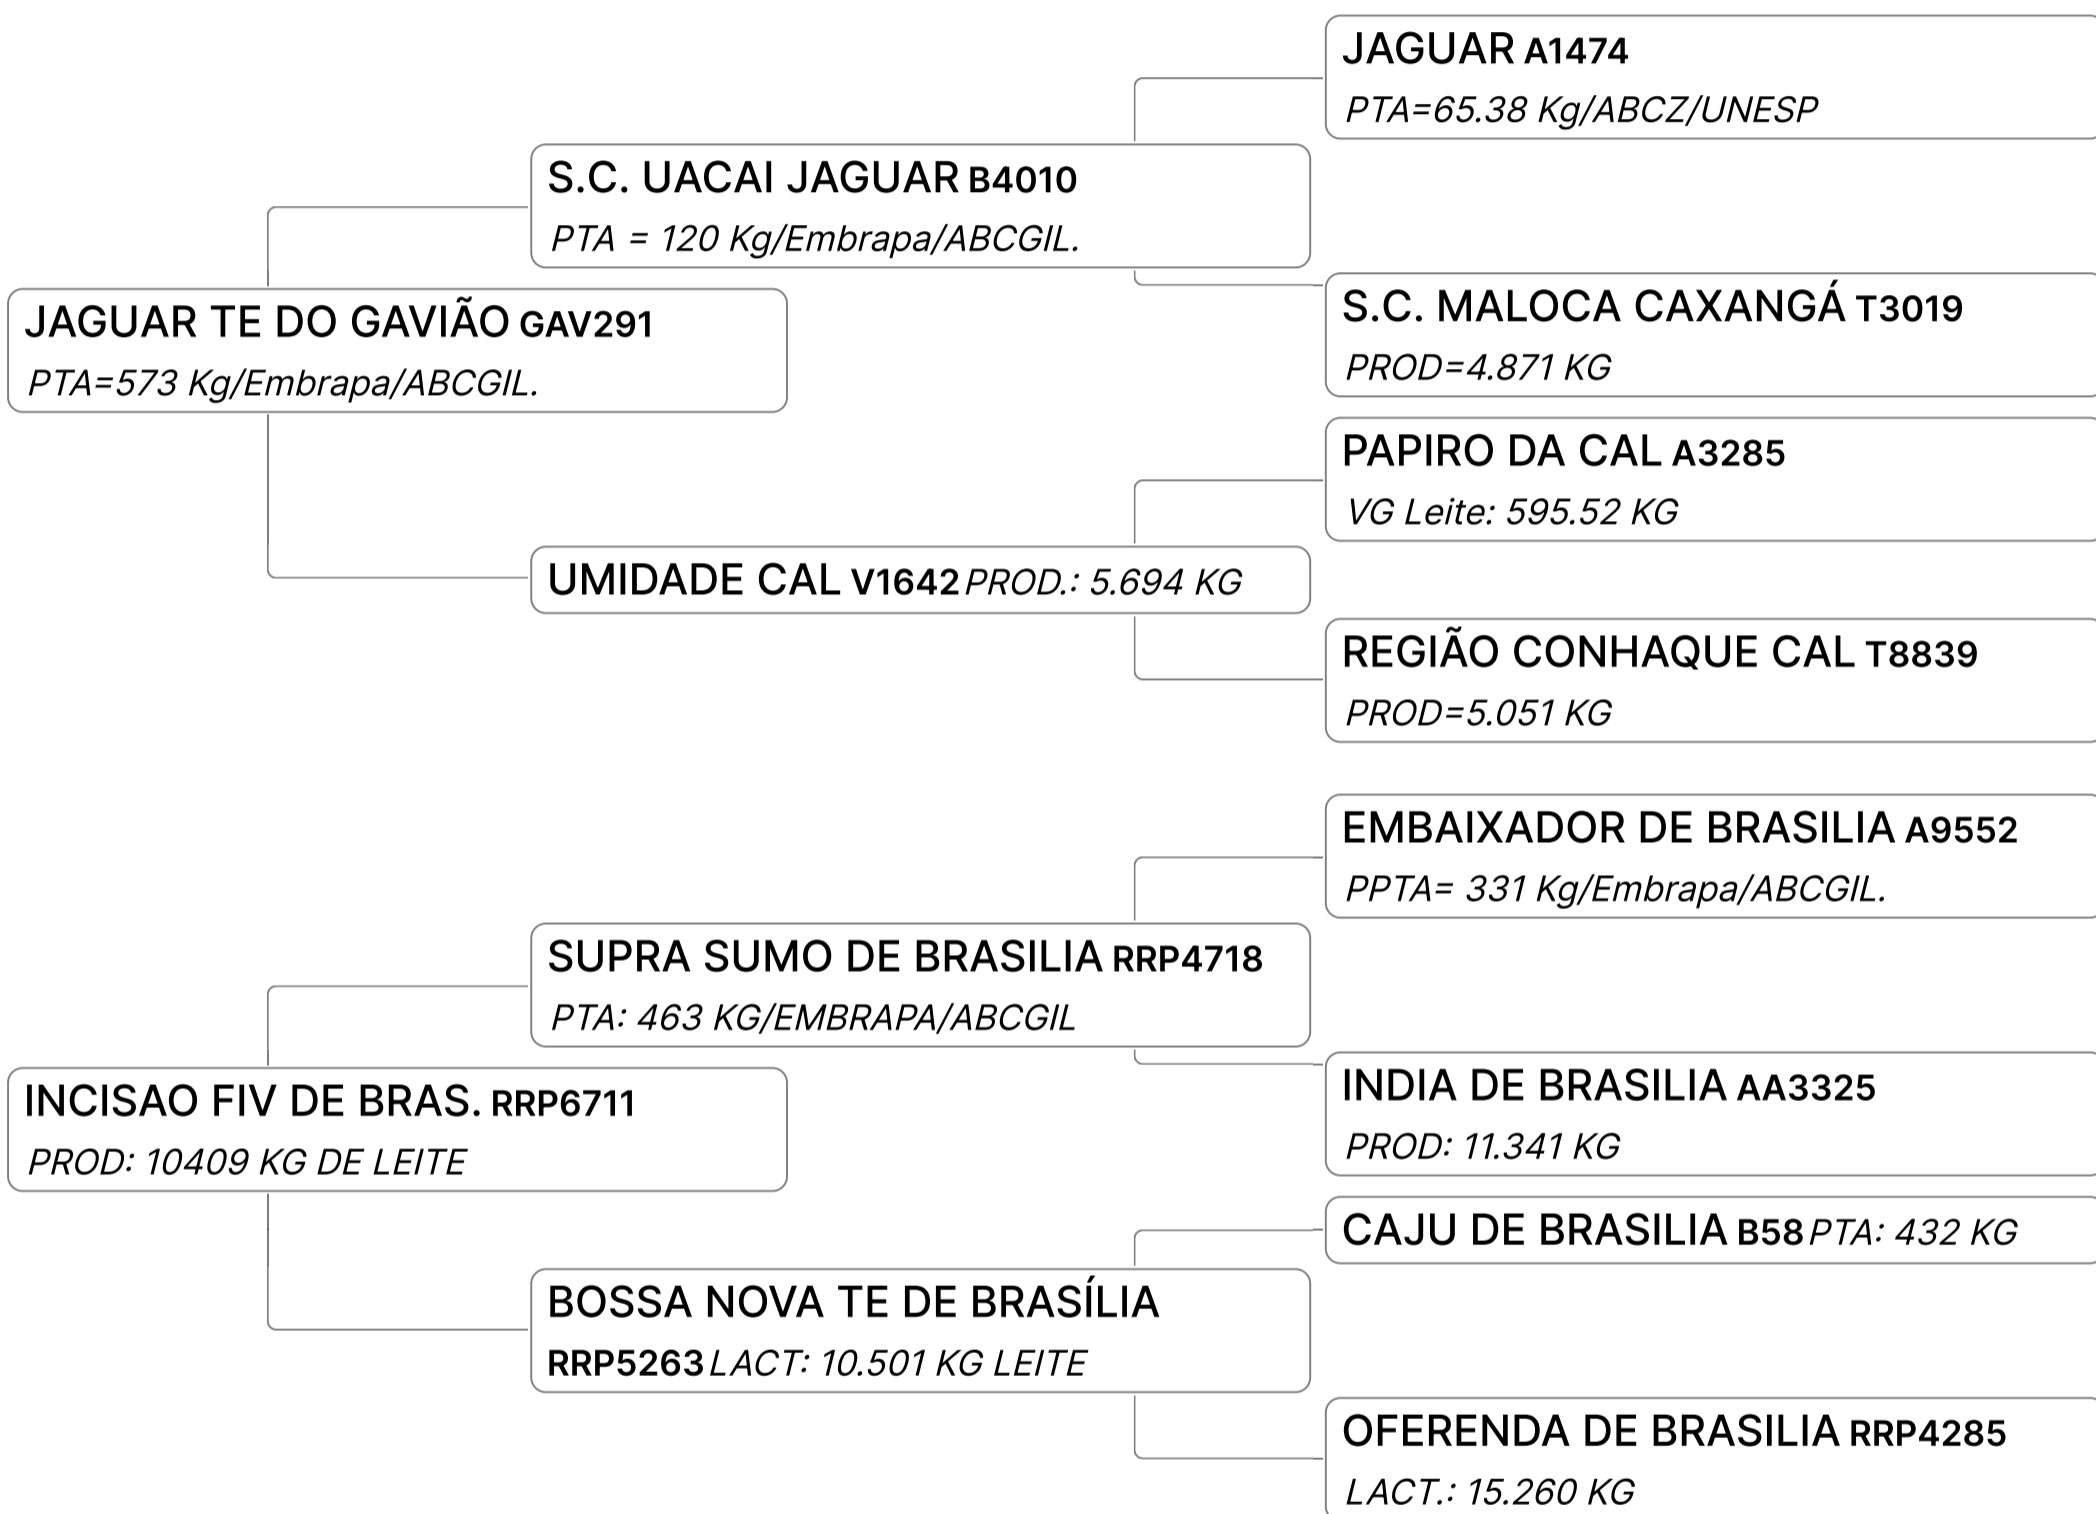 JAGUAR A1474
PTA=65.38 Kg/ABCZ/UNESP
S.C. UACAI JAGUAR B4010
PTA = 120 Kg/Embrapa/ABCGIL.
S.C. MALOCA CAXANGÁ T3019
PROD=4.871 KG
JAGUAR TE DO GAVIÃO GAV291
PTA=573 Kg/Embrapa/ABCGIL.
PAPIRO DA CAL A3285
VG Leite: 595.52 KG
UMIDADE CAL V1642 PROD.: 5.694 KG
REGIÃO CONHAQUE CAL T8839
PROD=5.051 KG
EMBAIXADOR DE BRASILIA A9552
PPTA= 331 Kg/Embrapa/ABCGIL.
SUPRA SUMO DE BRASILIA RRP4718
PTA: 463 KG/EMBRAPA/ABCGIL
INDIA DE BRASILIA AA3325
PROD: 11.341 KG
INCISAO FIV DE BRAS. RRP6711
PROD: 10409 KG DE LEITE
CAJU DE BRASILIA B58 PTA: 432 KG
BOSSA NOVA TE DE BRASÍLIA
RRP5263 LACT: 10.501 KG LEITE
OFERENDA DE BRASILIA RRP4285
LACT.: 15.260 KG